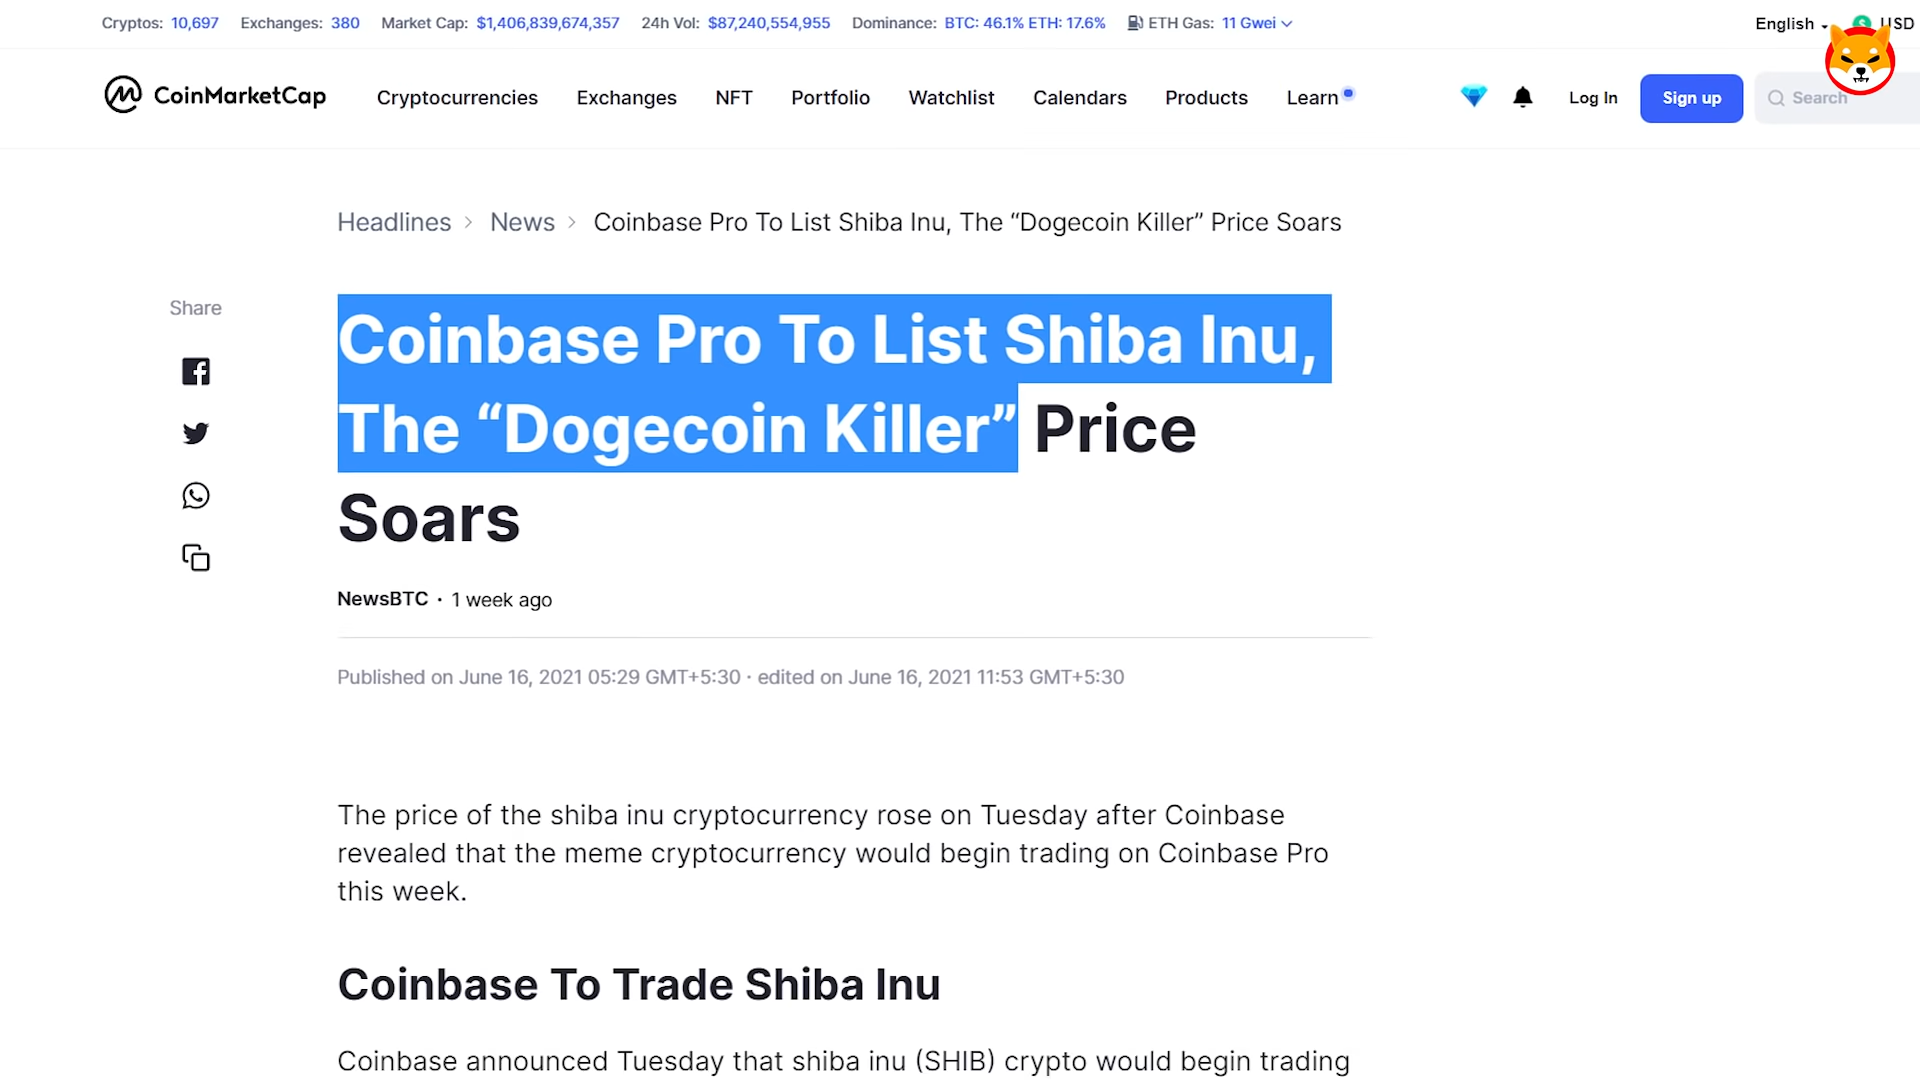 Cryptos: 10,697 Exchanges: 380 Market Cap: $1,406,839,674,357 24h Vol: $87,240,554,955 Dominance: BTC: 46.1% ETH: 17.6% ETH Gas: 11 Gwei English USD
CoinMarketCap Cryptocurrencies Exchanges NFT Portfolio Watchlist Calendars Products Learn Log In Sign up Search
Headlines > News > Coinbase Pro To List Shiba Inu, The “Dogecoin Killer” Price Soars
Share
Coinbase Pro To List Shiba Inu,
The “Dogecoin Killer” Price
Soars
NewsBTC · 1 week ago
Published on June 16, 2021 05:29 GMT+5:30 · edited on June 16, 2021 11:53 GMT+5:30
The price of the shiba inu cryptocurrency rose on Tuesday after Coinbase
revealed that the meme cryptocurrency would begin trading on Coinbase Pro
this week.
Coinbase To Trade Shiba Inu
Coinbase announced Tuesday that shiba inu (SHIB) crypto would begin trading